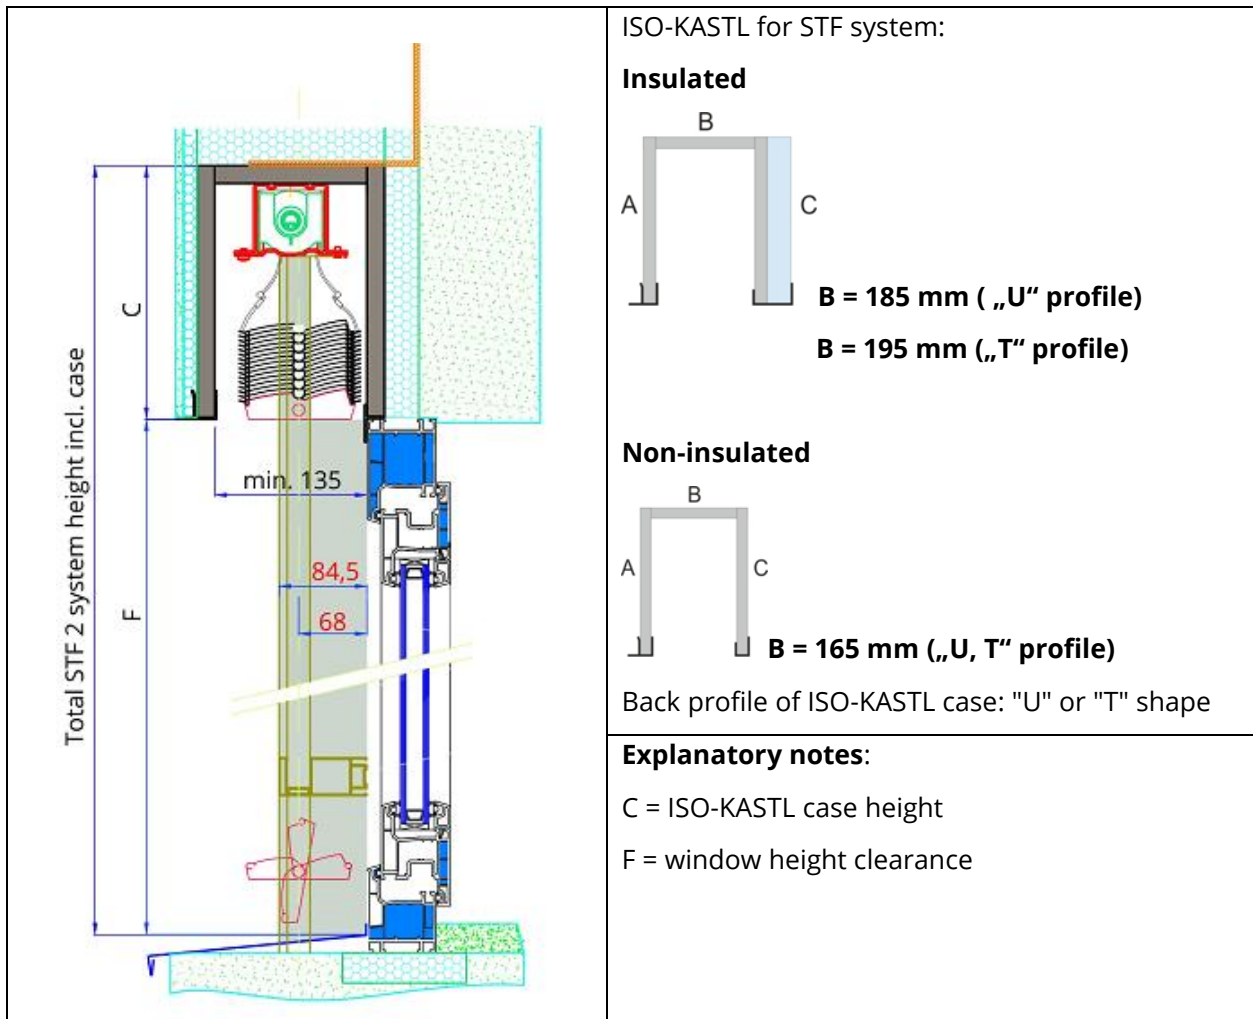 Total STF 2 system height incl. case
C
F
min. 135
84,5
68
ISO-KASTL for STF system:
Insulated
B
A
C
B = 185 mm ( „U“ profile)
B = 195 mm („T“ profile)
Non-insulated
B
A
C
B = 165 mm („U, T“ profile)
Back profile of ISO-KASTL case: "U" or "T" shape
Explanatory notes:
C = ISO-KASTL case height
F = window height clearance